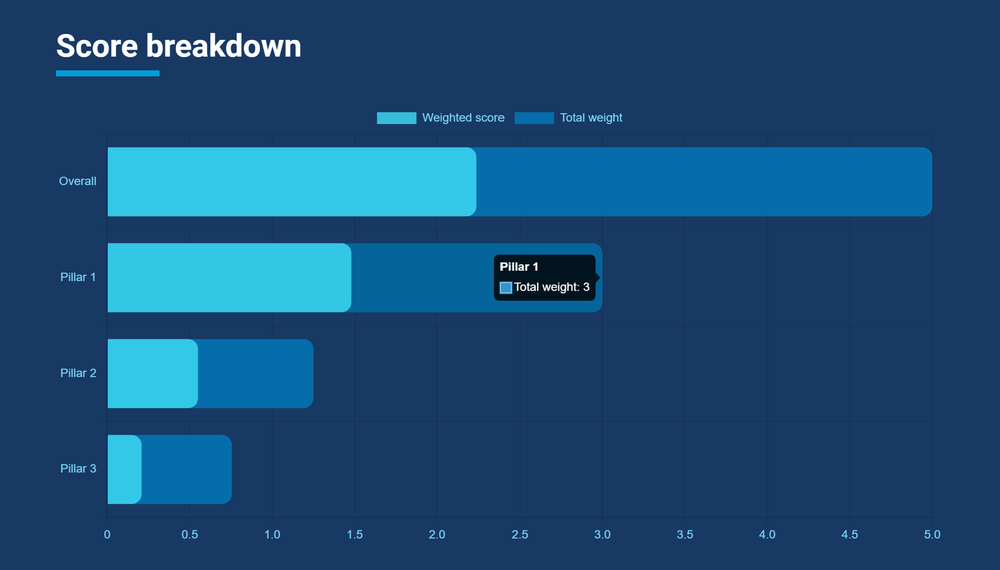 Score breakdown
Weighted score Total weight
Overall
Pillar 1
Pillar 1
Total weight: 3
Pillar 2
Pillar 3
0 0.5 1.0 1.5 2.0 2.5 3.0 3.5 4.0 4.5 5.0